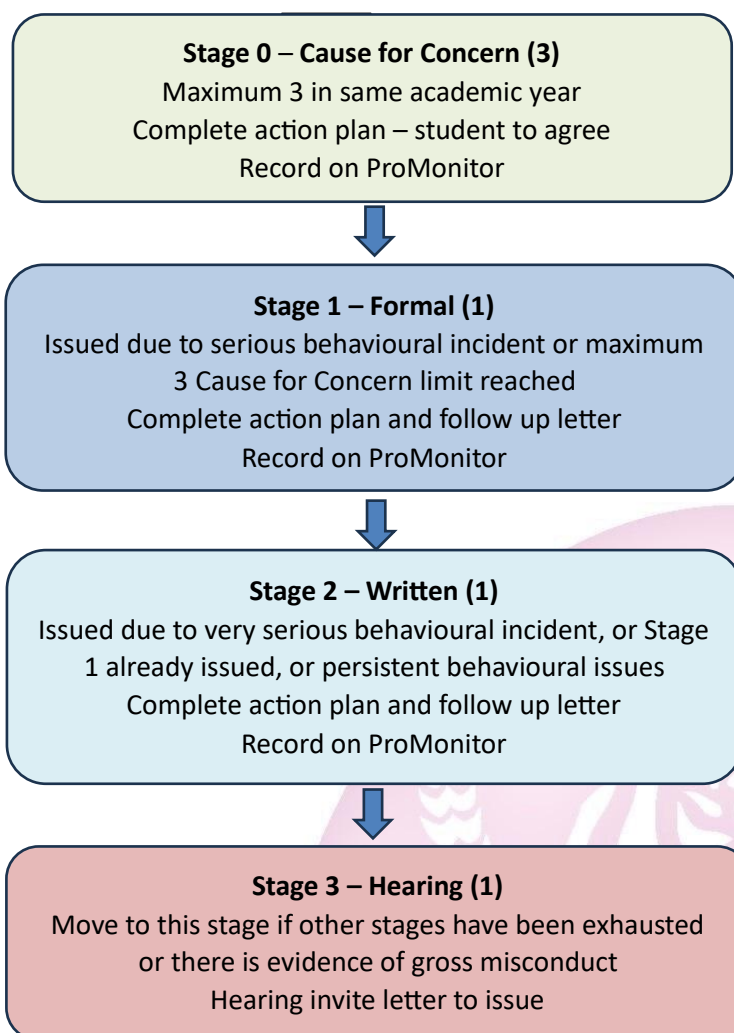 Stage 0 – Cause for Concern (3)
Maximum 3 in same academic year
Complete action plan – student to agree
Record on ProMonitor
Stage 1 – Formal (1)
Issued due to serious behavioural incident or maximum
3 Cause for Concern limit reached
Complete action plan and follow up letter
Record on ProMonitor
Stage 2 – Written (1)
Issued due to very serious behavioural incident, or Stage
1 already issued, or persistent behavioural issues
Complete action plan and follow up letter
Record on ProMonitor
Stage 3 – Hearing (1)
Move to this stage if other stages have been exhausted
or there is evidence of gross misconduct
Hearing invite letter to issue